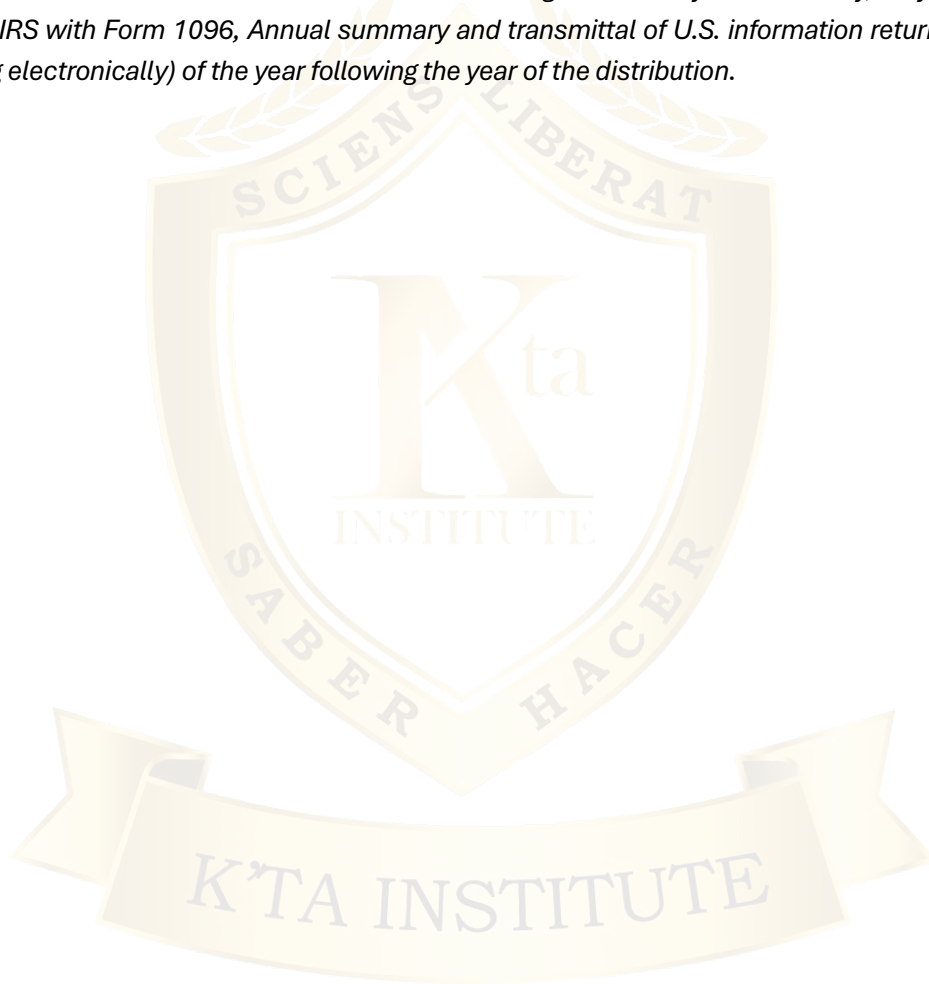 IRS with Form 1096, Annual summary and transmittal of U.S. information
electronically) of the year following the year of the distribution.
SCIENS LIBERAT
Kta
INSTITUTE
SABER HACER
K'TA INSTITUTE